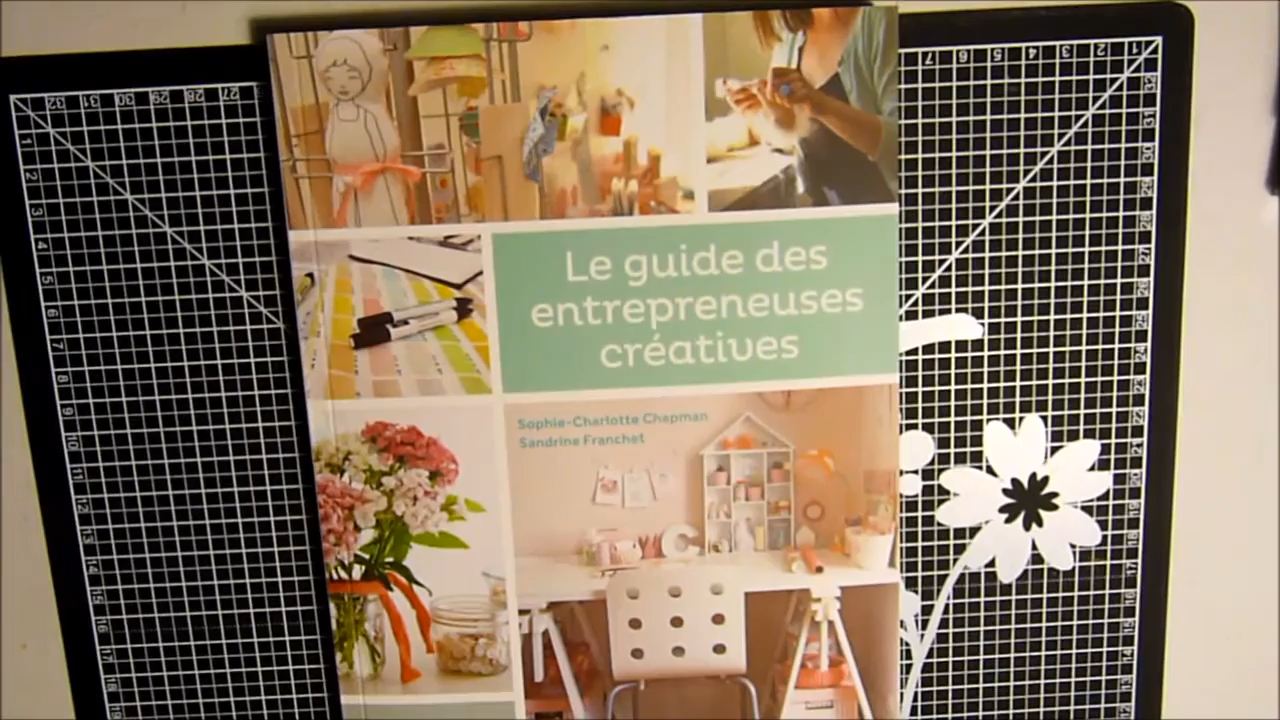 Le guide des
entrepreneuses
créatives
Sophie-Charlotte Chapman
Sandrine Franchet